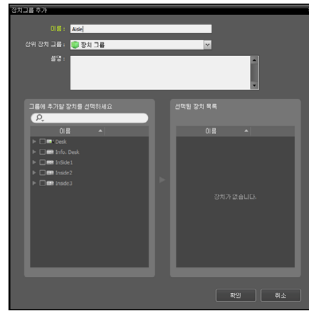 장치그룹 추가
이름 :
상위 장치 그룹 : 장치 그룹
설명 :
그룹에 추가할 장치를 선택하세요
이름
Desk
Info. Desk
InSide1
Inside2
선택된 장치 목록
이름
장치가 없습니다.
확인
취소